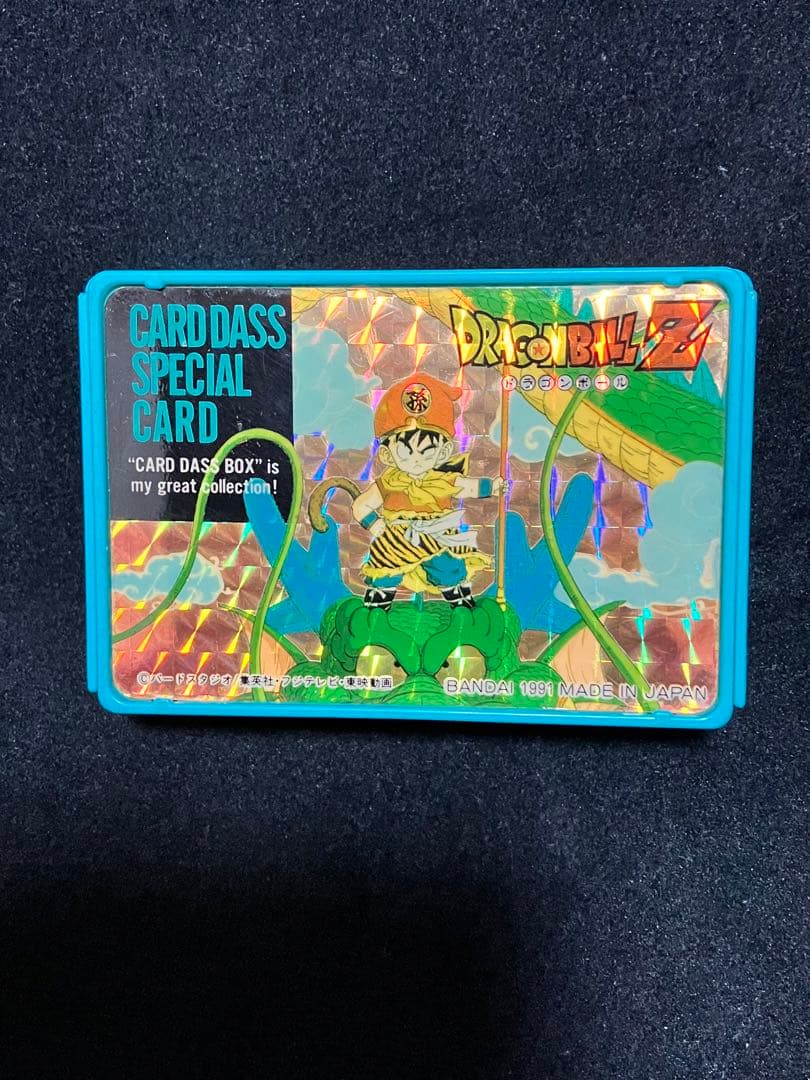 CARDDASS
SPECIAL
CARD
"CARD DASS BOX" is
my great collection!
DRAGONBALL Z
ドラゴンボール
孫
©バードスタジオ/集英社・フジテレビ・東映動画
BANDAI 1991 MADE IN JAPAN